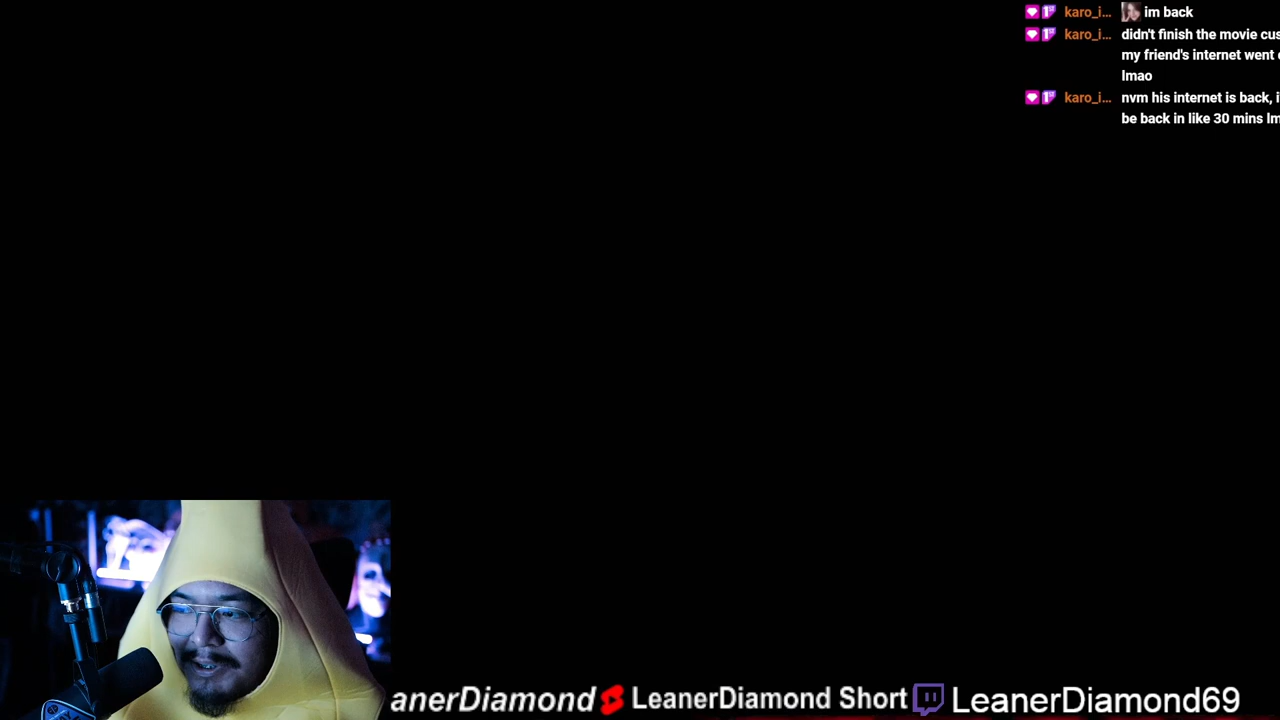 karo_i... im back
karo_i... didn't finish the movie cus
my friend's internet went
lmao
karo_i... nvm his internet is back,
be back in like 30 mins
anerDiamond LeanerDiamond Short LeanerDiamond69